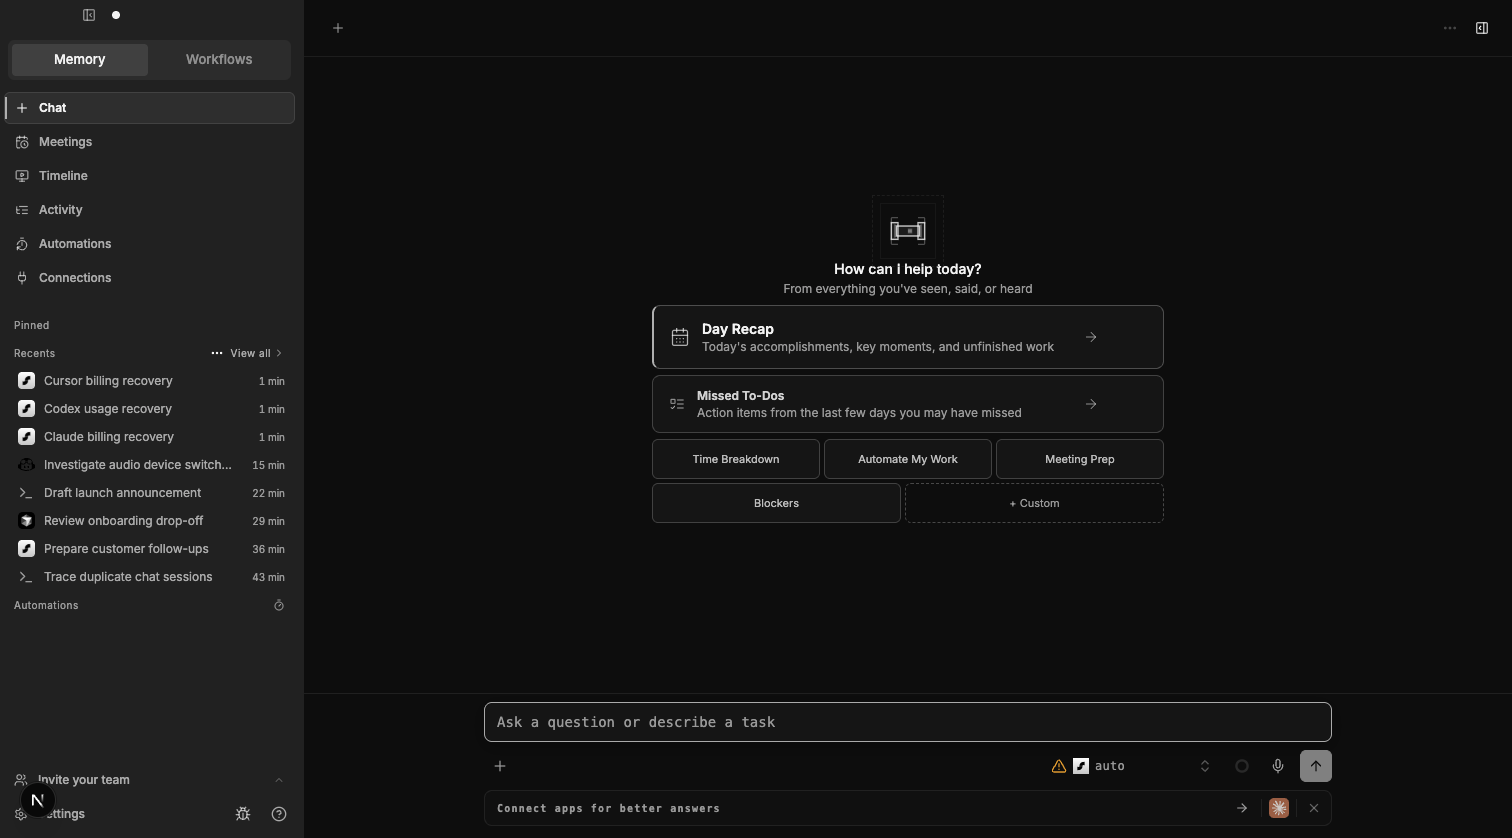 Memory
Workflows
Chat
Meetings
Timeline
Activity
Automations
Connections
Pinned
Recents
View all
Cursor billing recovery 1 min
Codex usage recovery 1 min
Claude billing recovery 1 min
Investigate audio device switch... 15 min
Draft launch announcement 22 min
Review onboarding drop-off 29 min
Prepare customer follow-ups 36 min
Trace duplicate chat sessions 43 min
Automations
Invite your team
ettings
N
How can i help today?
From everything you've seen, said, or heard
Day Recap
Today's accomplishments, key moments, and unfinished work
Missed To-Dos
Action items from the last few days you may have missed
Time Breakdown
Automate My Work
Meeting Prep
Blockers
+ Custom
Ask a question or describe a task
auto
Connect apps for better answers